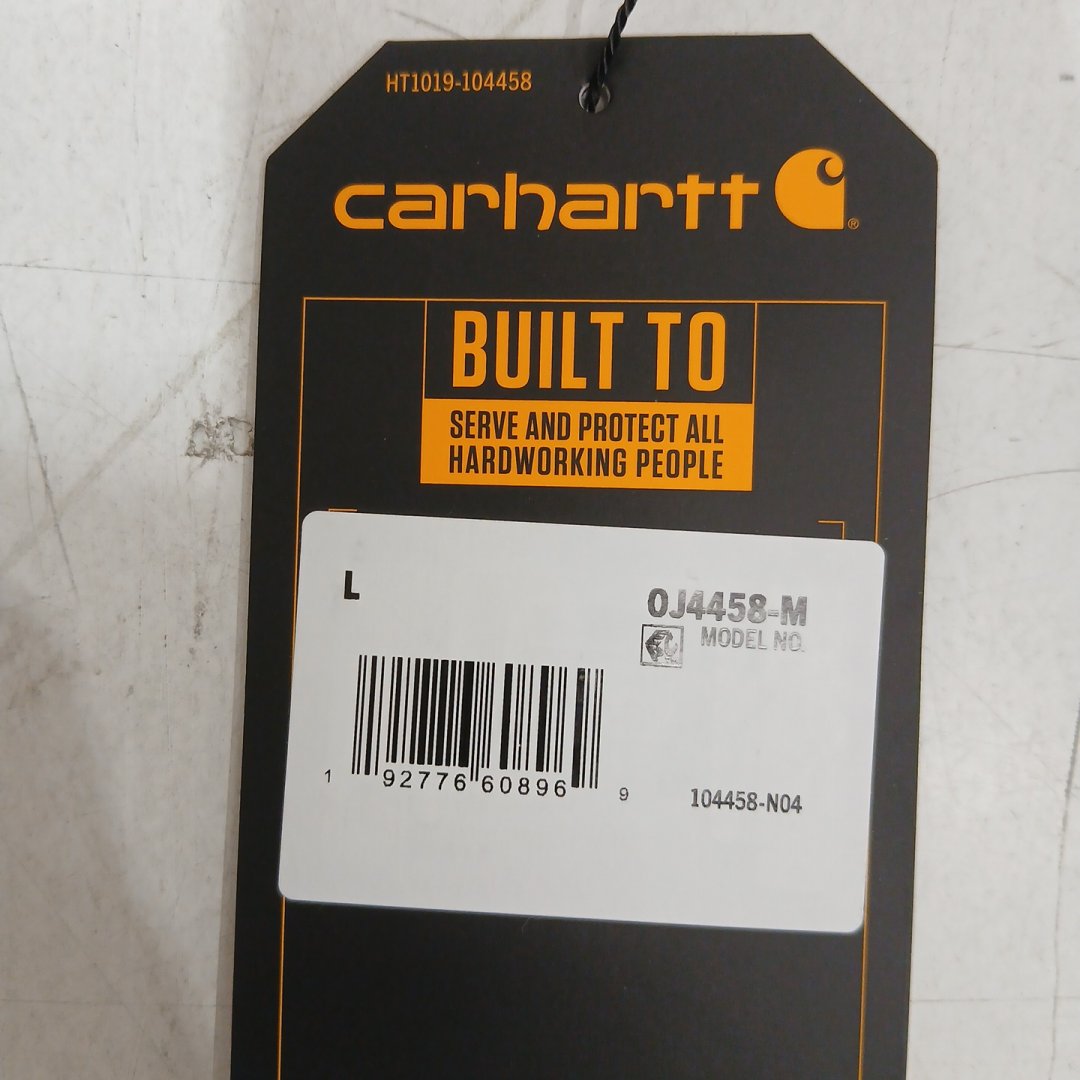 HT1019-104458
carhartt ®
BUILT TO
SERVE AND PROTECT ALL
HARDWORKING PEOPLE
L
OJ4458-M
MODEL NO.
1 92776 60896 9
104458-N04